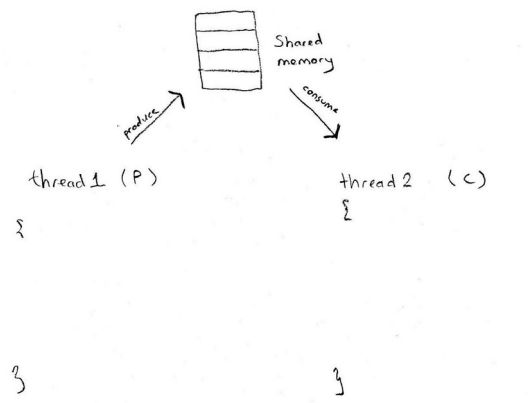 Shared
memory
produce
consume
thread 1 (P)
thread 2 (C)
{
{
}
}